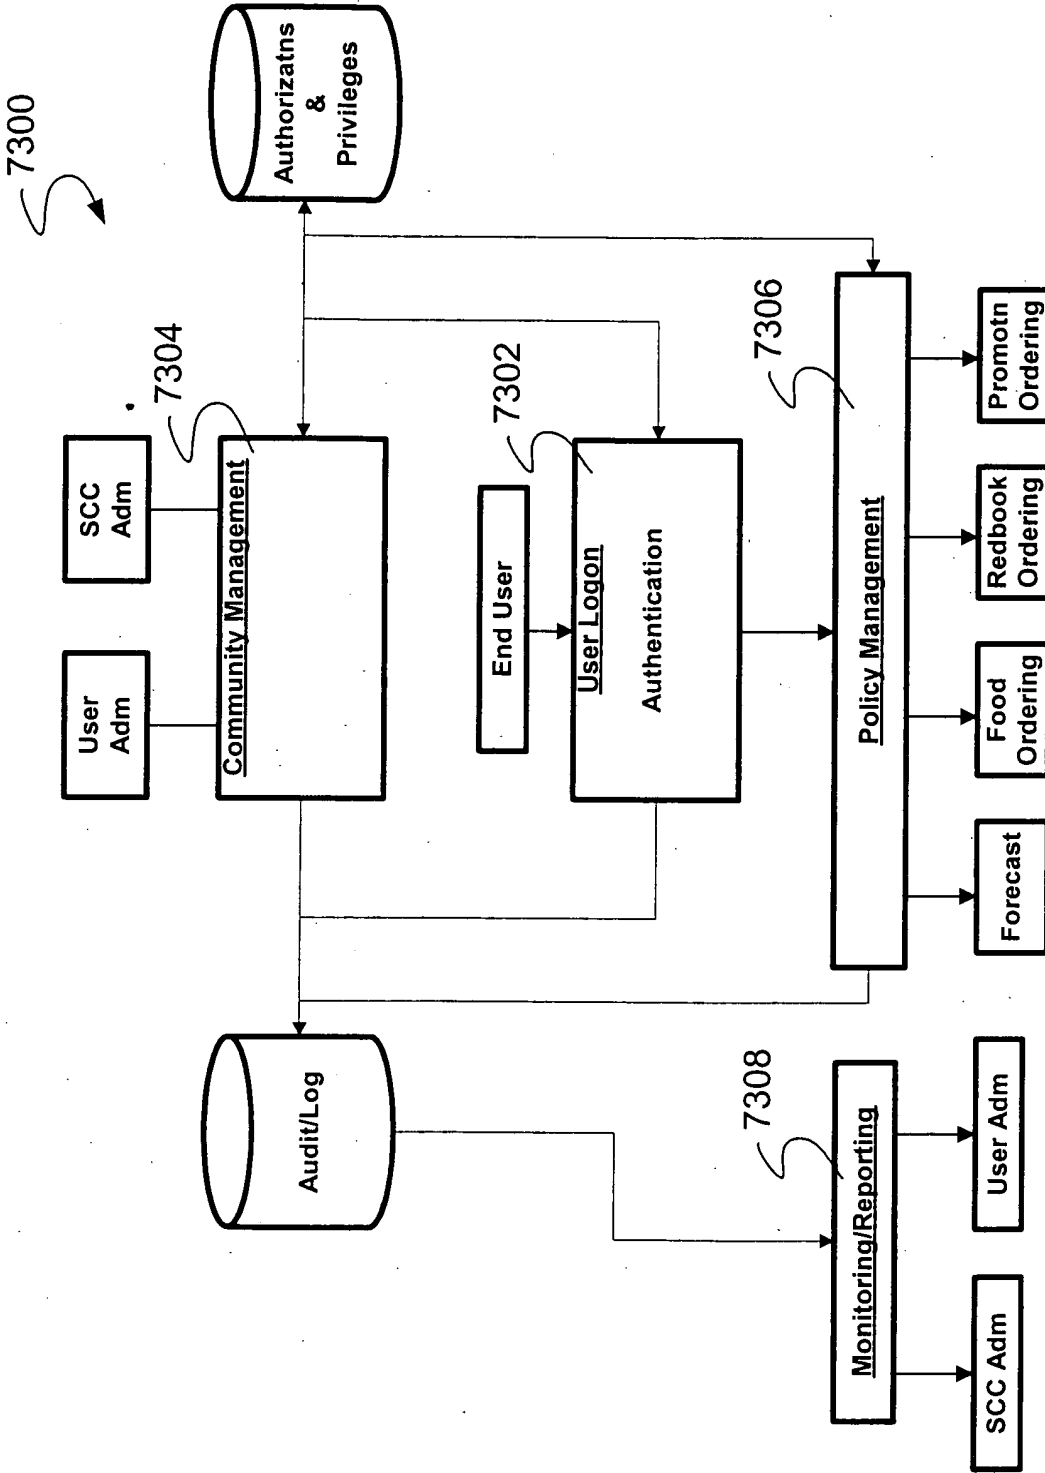 7300
User
Adm
SCC
Adm
7304
Community Management
Audit/Log
Authorizatns
&
Privileges
End User
7302
User Logon
Authentication
7308
Monitoring/Reporting
7306
Policy Management
SCC Adm
User Adm
Forecast
Food
Ordering
Redbook
Ordering
Promotn
Ordering